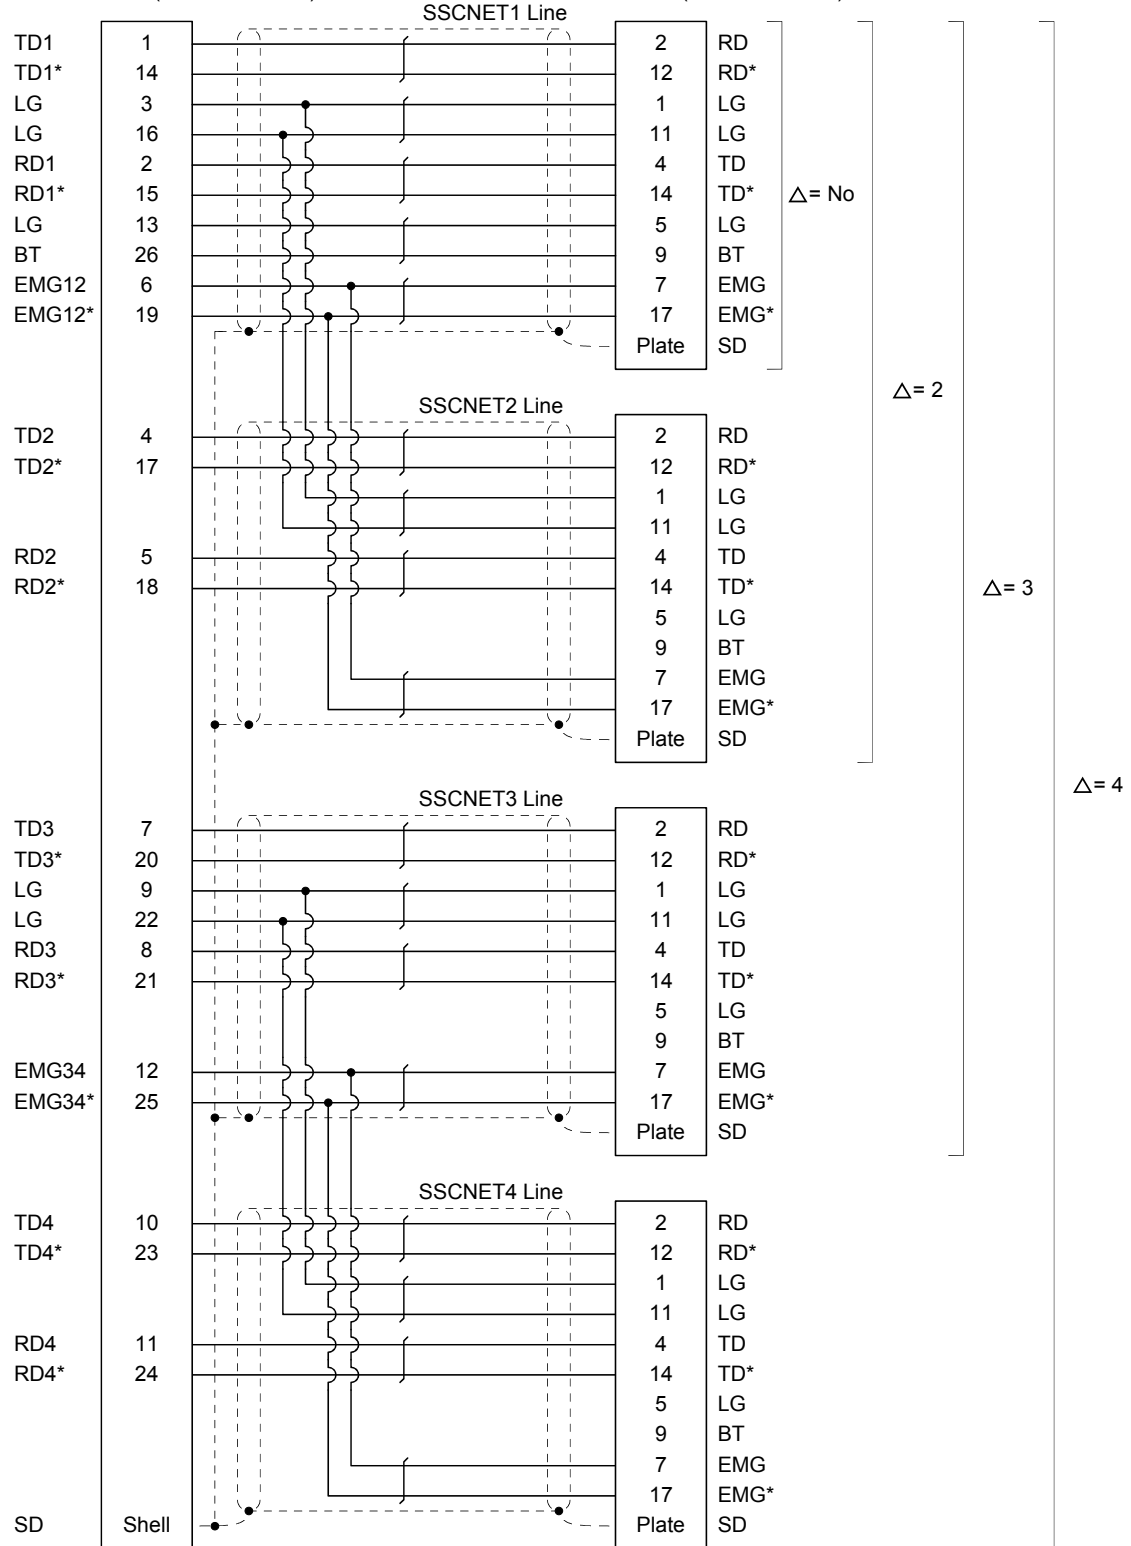 SSCNET1 Line
TD1 1 2 RD
TD1* 14 12 RD*
LG 3 1 LG
LG 16 11 LG
RD1 2 4 TD
RD1* 15 14 TD* △= No
LG 13 5 LG
BT 26 9 BT
EMG12 6 7 EMG
EMG12* 19 17 EMG*
Plate SD
△= 2
SSCNET2 Line
TD2 4 2 RD
TD2* 17 12 RD*
1 LG
11 LG
RD2 5 4 TD
RD2* 18 14 TD* △= 3
5 LG
9 BT
7 EMG
17 EMG*
Plate SD
△= 4
SSCNET3 Line
TD3 7 2 RD
TD3* 20 12 RD*
LG 9 1 LG
LG 22 11 LG
RD3 8 4 TD
RD3* 21 14 TD*
5 LG
9 BT
EMG34 12 7 EMG
EMG34* 25 17 EMG*
Plate SD
SSCNET4 Line
TD4 10 2 RD
TD4* 23 12 RD*
1 LG
11 LG
RD4 11 4 TD
RD4* 24 14 TD*
5 LG
9 BT
7 EMG
17 EMG*
SD Shell Plate SD